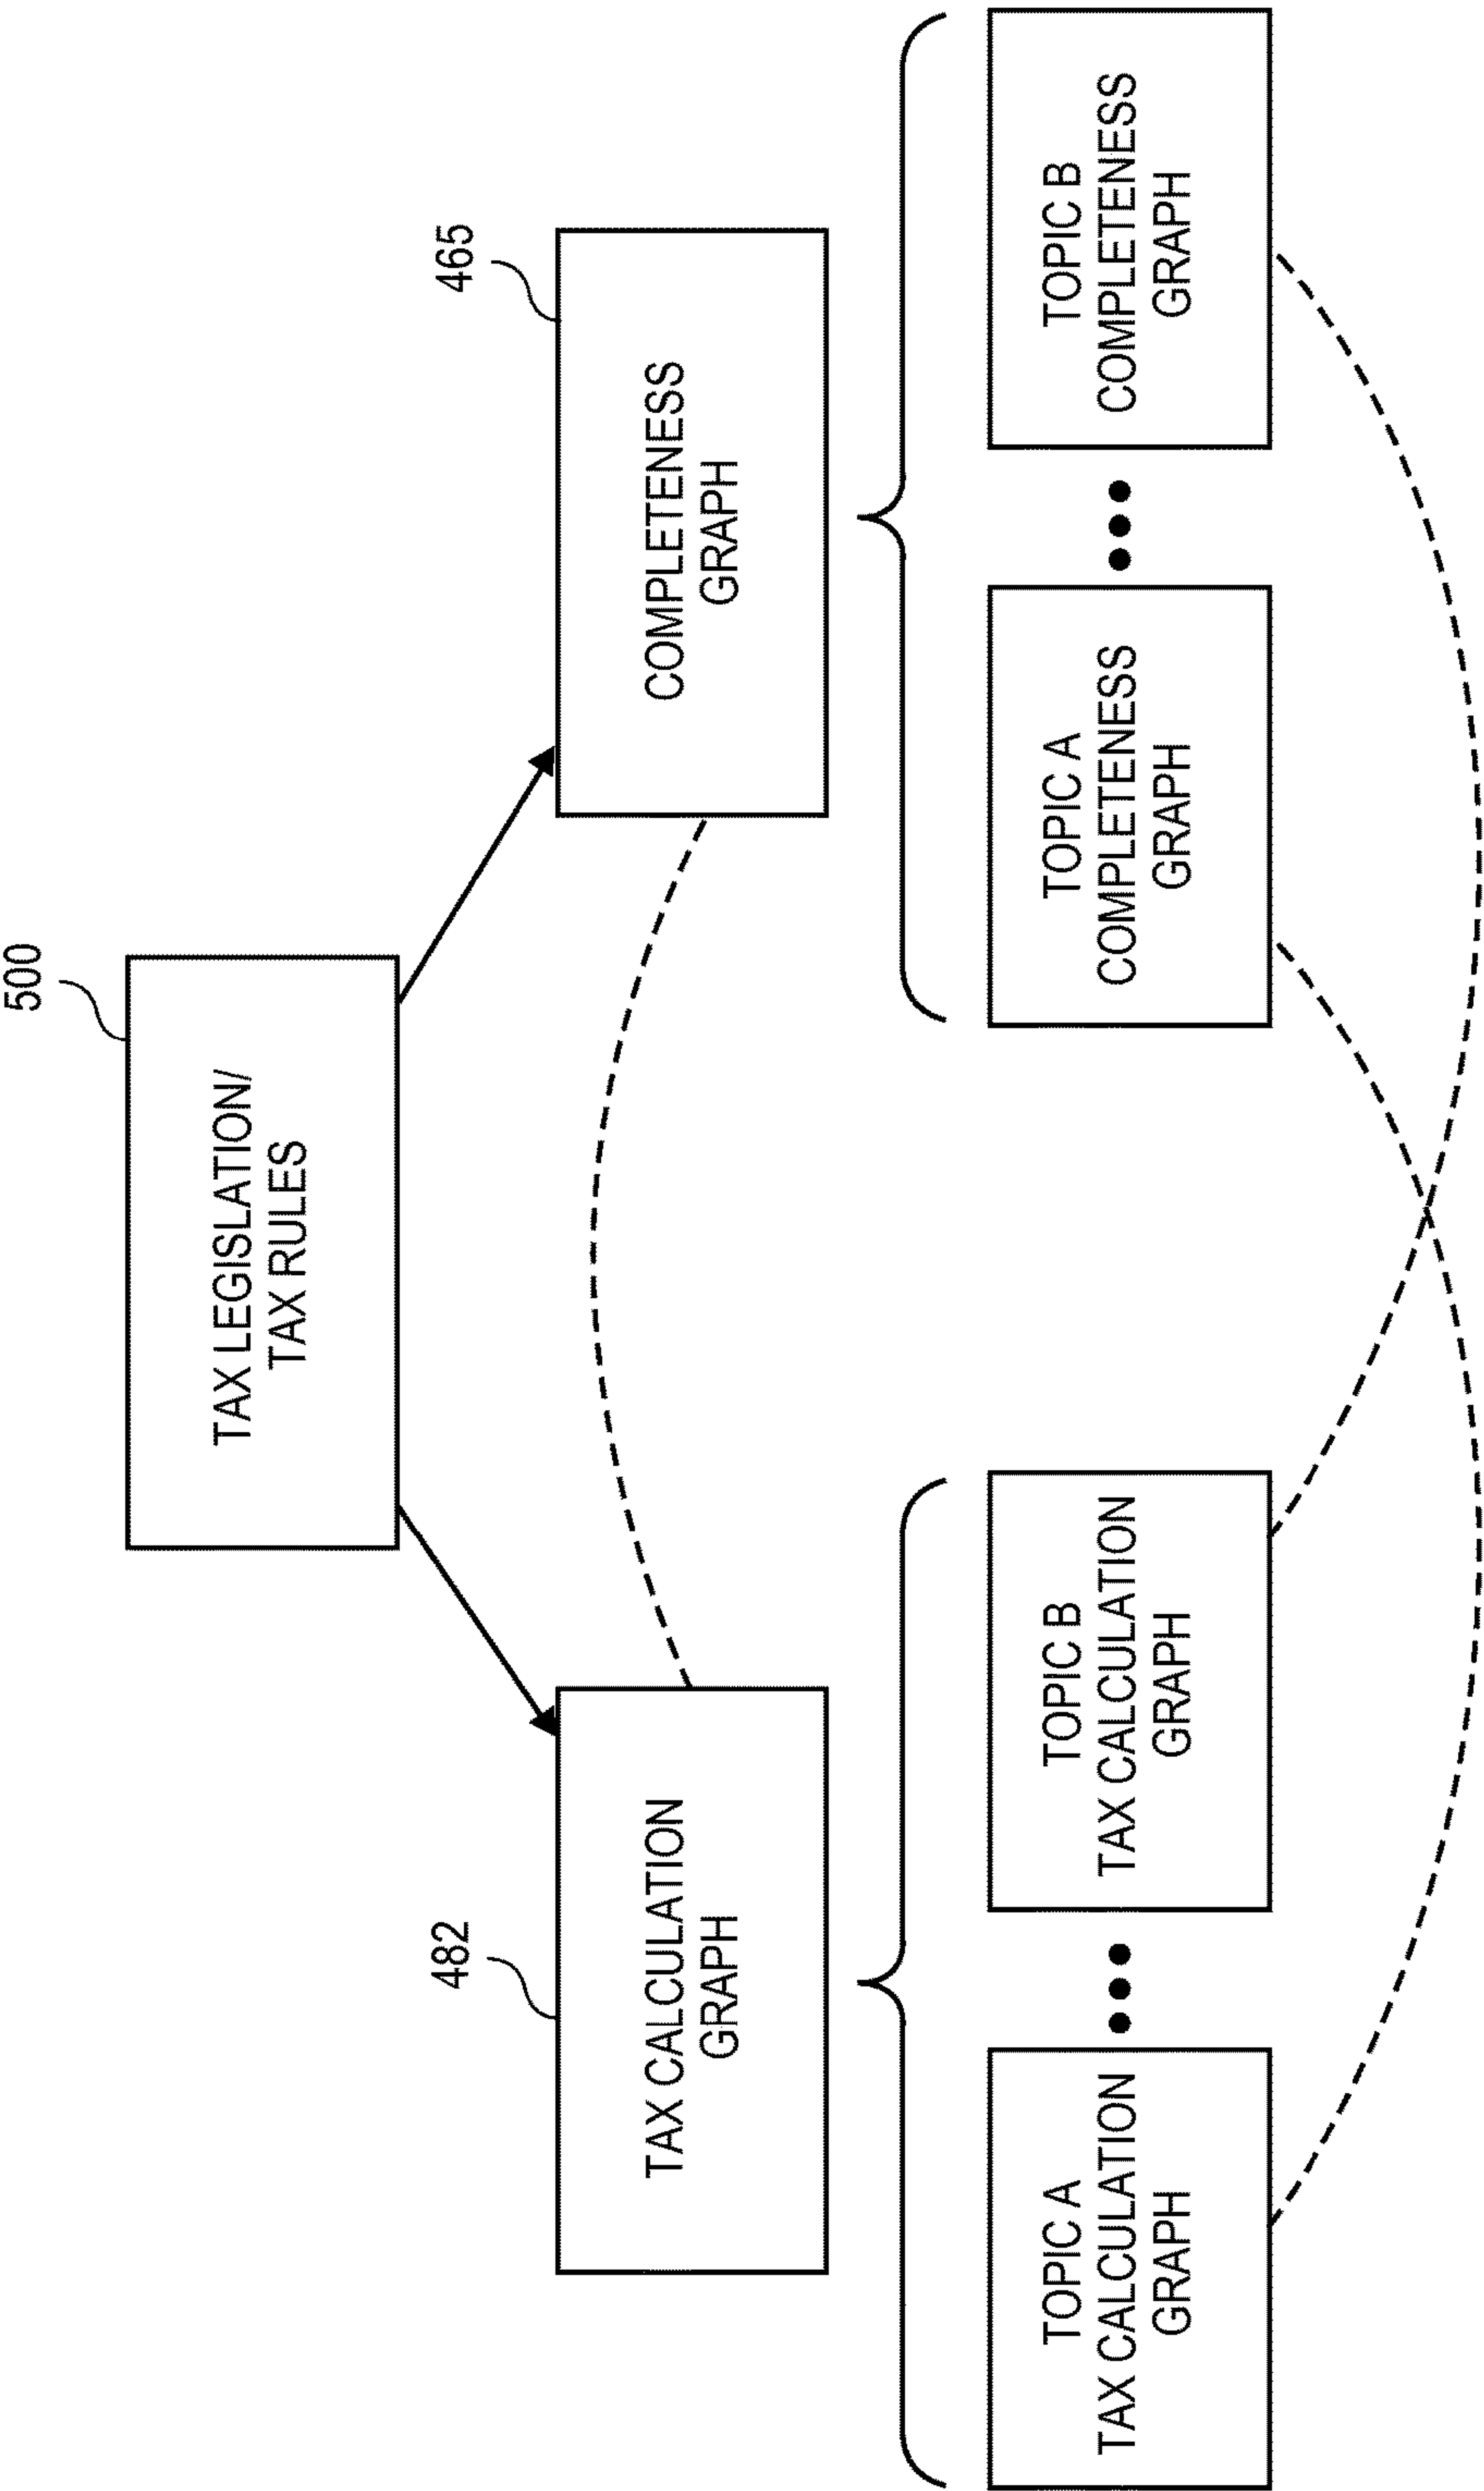 500
TAX LEGISLATION/
TAX RULES
482
TAX CALCULATION
GRAPH
465
COMPLETENESS
GRAPH
TOPIC A
TAX CALCULATION
GRAPH
TOPIC B
TAX CALCULATION
GRAPH
TOPIC A
COMPLETENESS
GRAPH
TOPIC B
COMPLETENESS
GRAPH